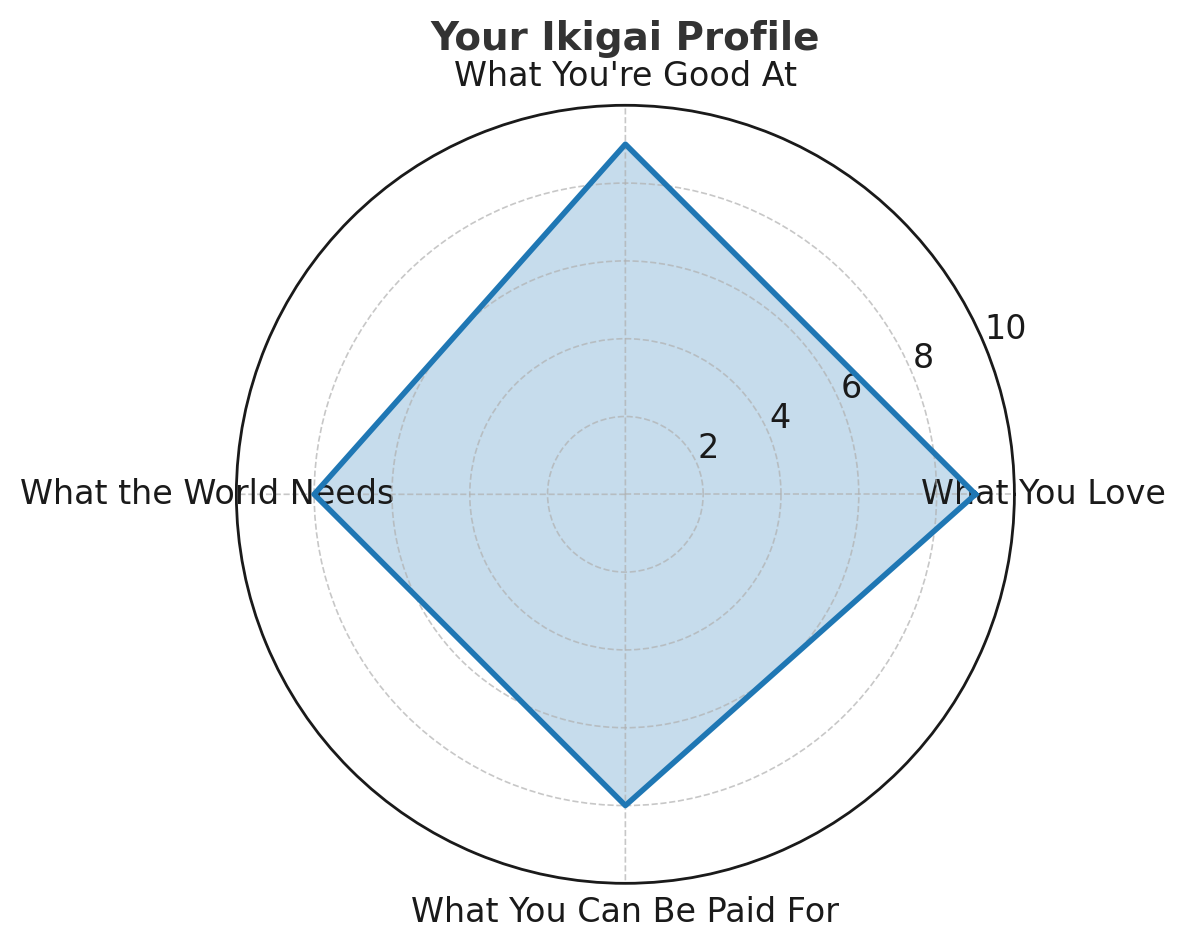 Your Ikigai Profile
What You're Good At
10
8
6
4
2
What the World Needs
What You Love
What You Can Be Paid For